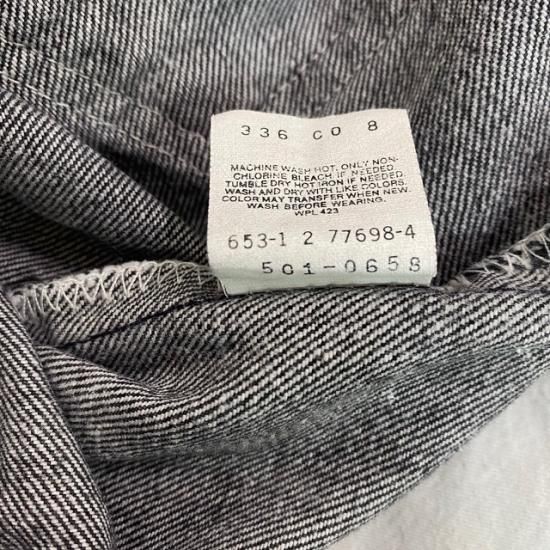 336 CO 8
MACHINE WASH HOT, ONLY NON-
CHLORINE BLEACH IF NEEDED
TUMBLE DRY HOT IRON IF NEEDED
WASH AND DRY WITH LIKE COLORS.
COLOR MAY TRANSFER WHEN NEW.
WASH BEFORE WEARING.
WPL 423
653-1 2 77698-4
501-0658